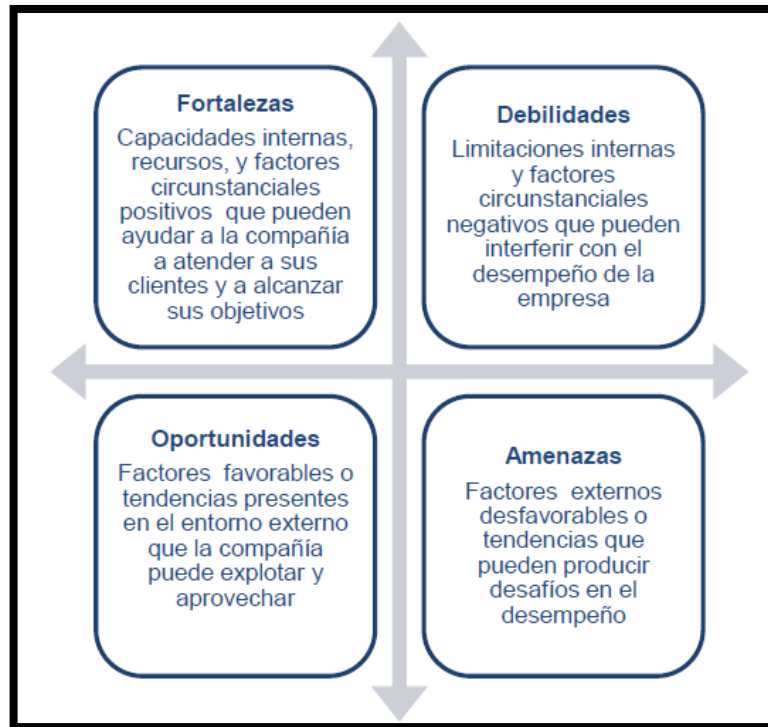 Fortalezas
Capacidades internas,
recursos, y factores
circunstanciales
positivos que pueden
ayudar a la compañía
a atender a sus
clientes y a alcanzar
sus objetivos
Debilidades
Limitaciones internas
y factores
circunstanciales
negativos que pueden
interferir con el
desempeño de la
empresa
Oportunidades
Factores favorables o
tendencias presentes
en el entorno externo
que la compañía
puede explotar y
aprovechar
Amenazas
Factores externos
desfavorables o
tendencias que
pueden producir
desafíos en el
desempeño